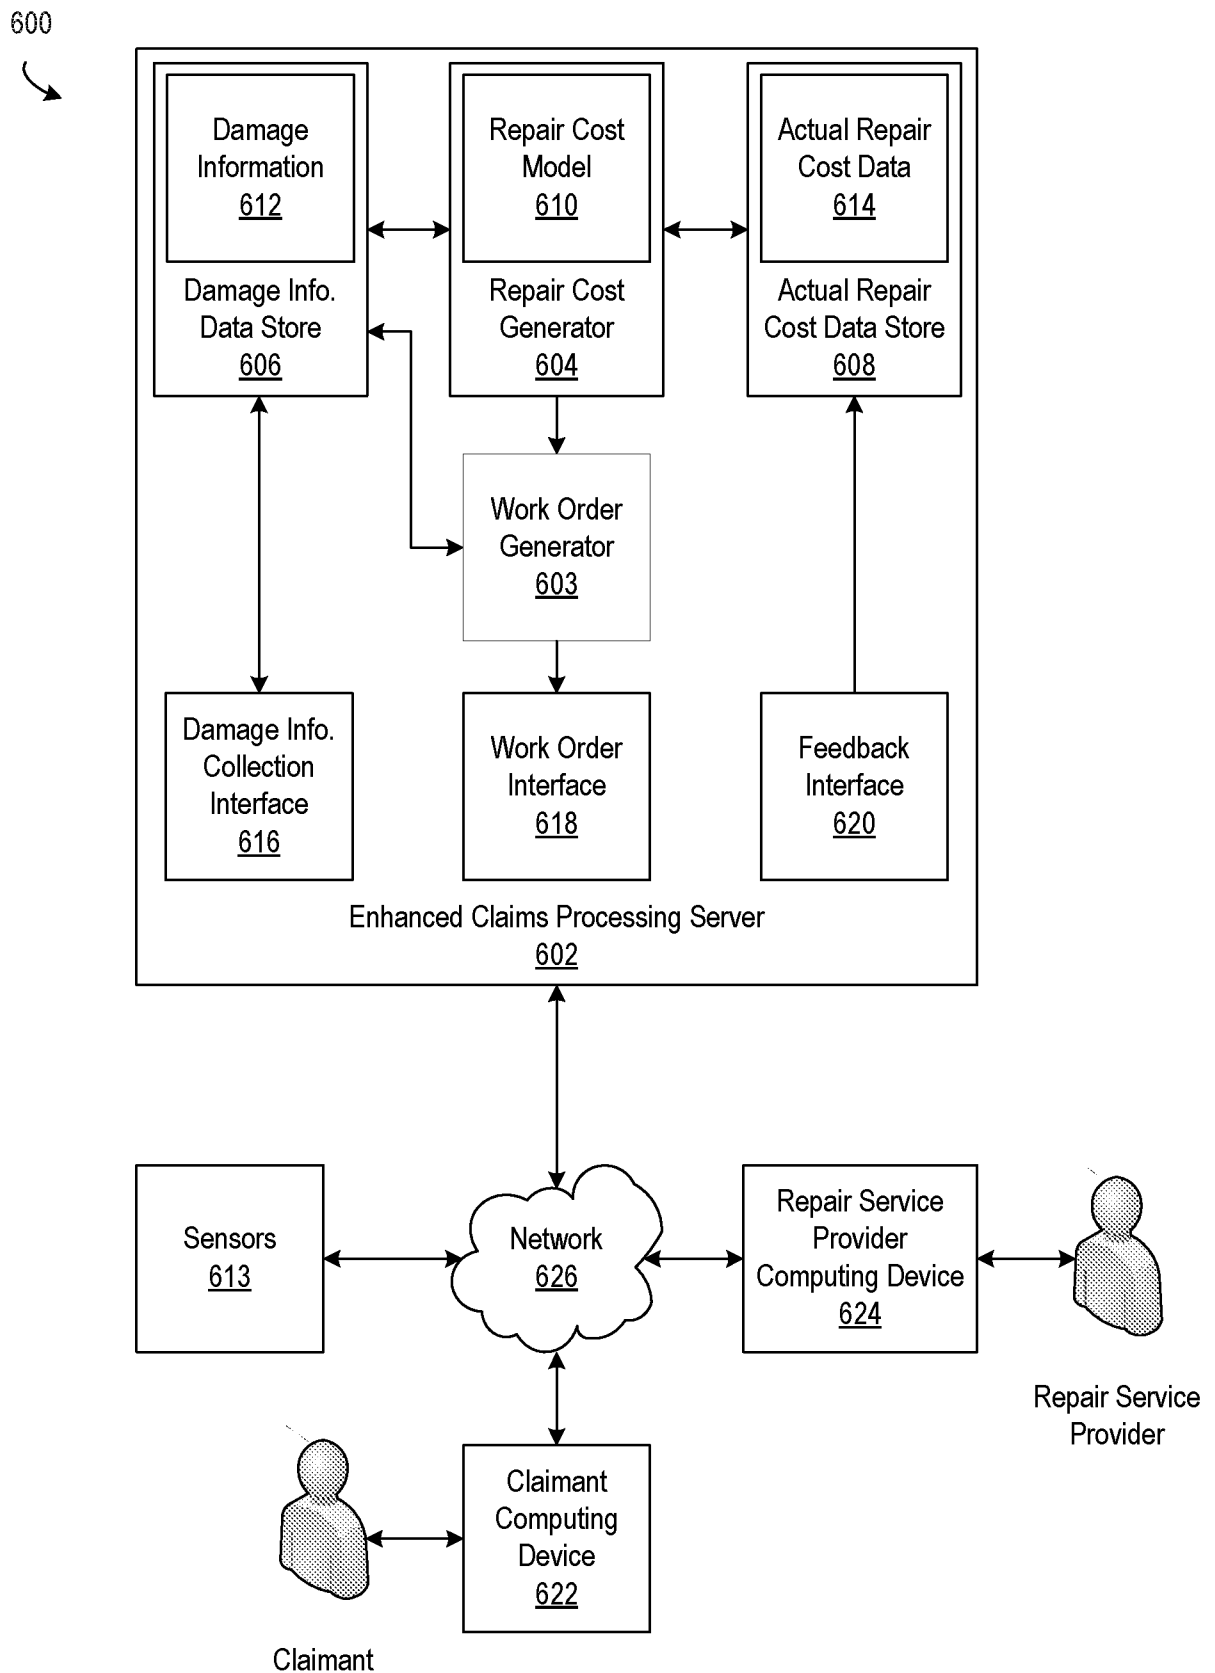 600
Damage
Information
612
Damage Info.
Data Store
606
Repair Cost
Model
610
Repair Cost
Generator
604
Actual Repair
Cost Data
614
Actual Repair
Cost Data Store
608
Work Order
Generator
603
Damage Info.
Collection
Interface
616
Work Order
Interface
618
Feedback
Interface
620
Enhanced Claims Processing Server
602
Sensors
613
Network
626
Repair Service
Provider
Computing Device
624
Repair Service
Provider
Claimant
Computing
Device
622
Claimant